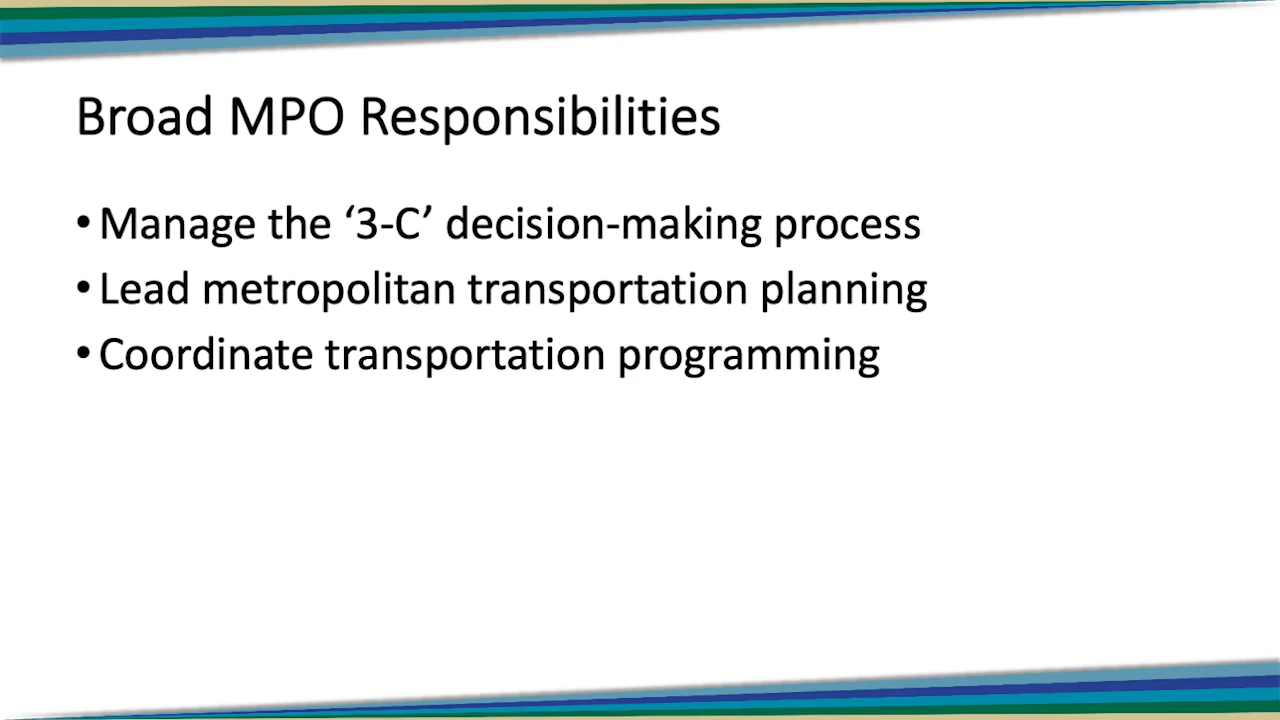 Broad MPO Responsibilities
• Manage the ‘3-C’ decision-making process
• Lead metropolitan transportation planning
• Coordinate transportation programming